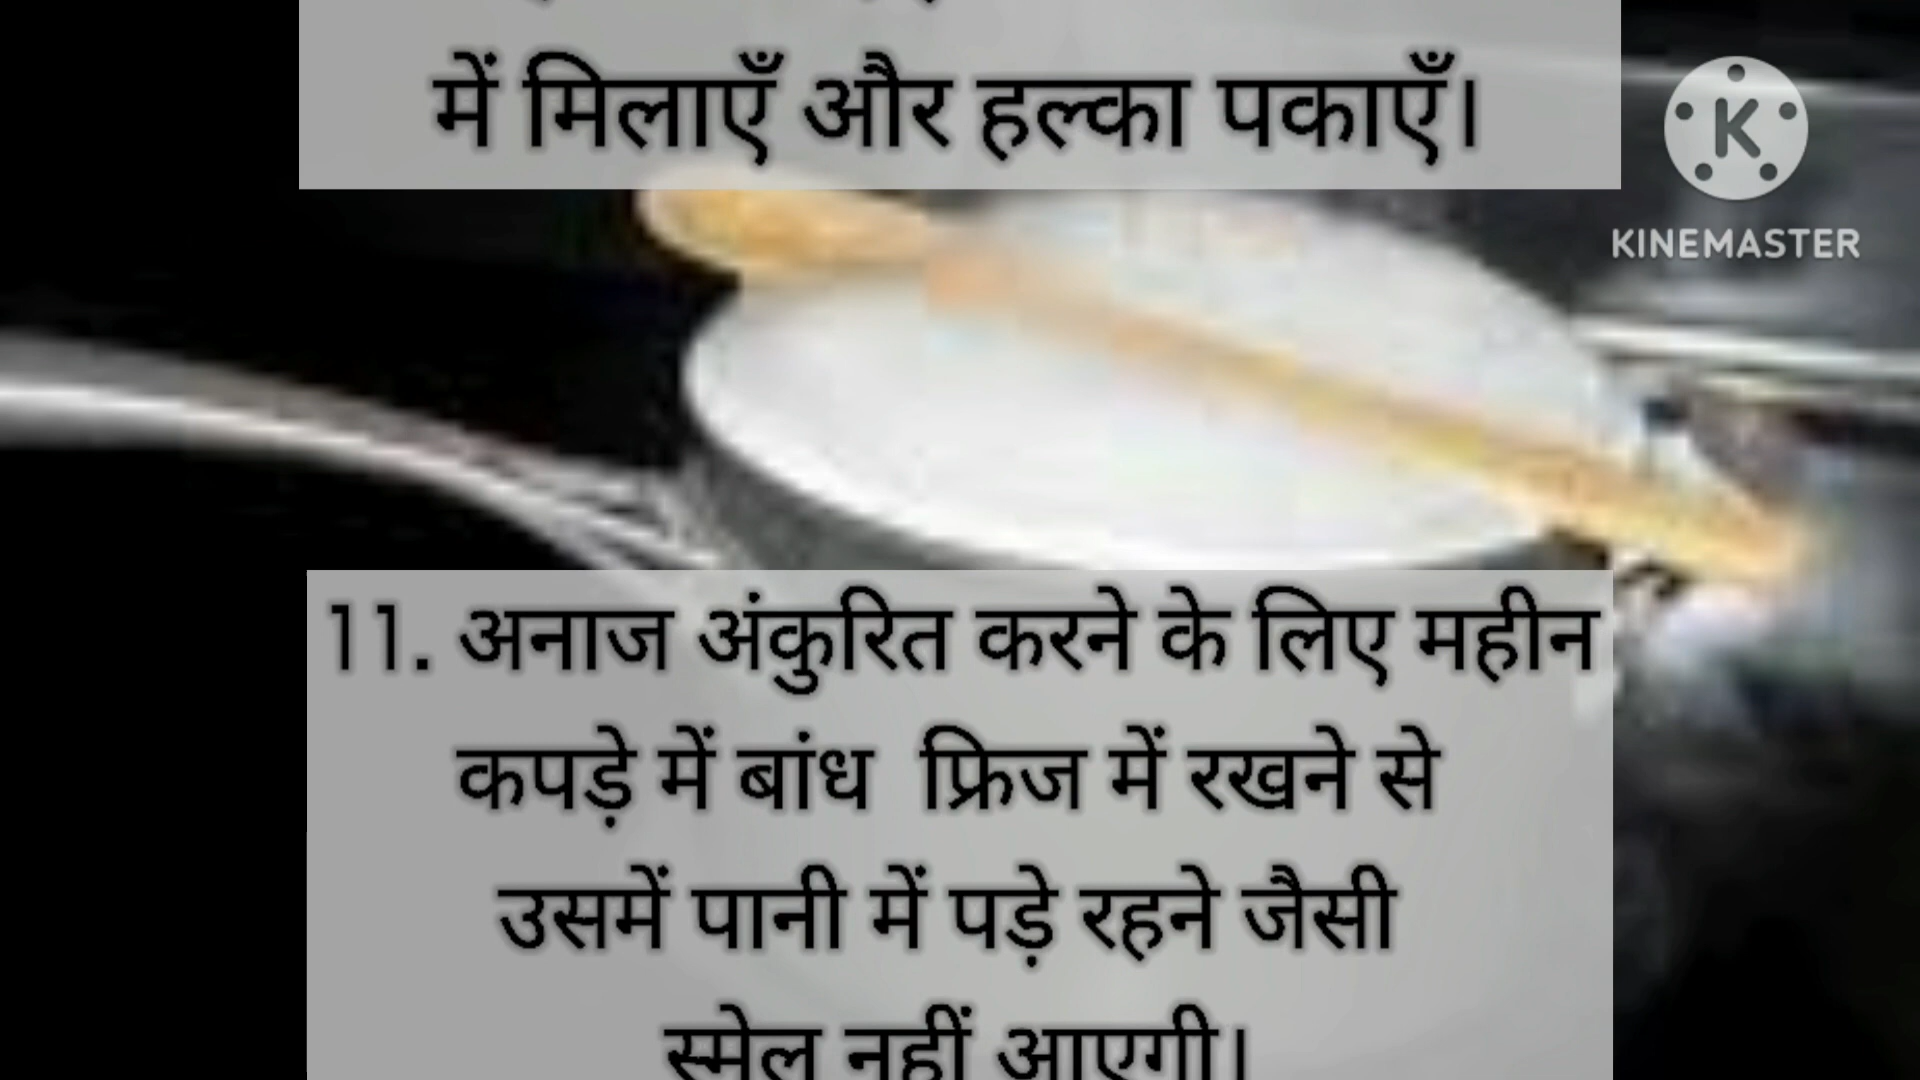 में मिलाएँ और हल्का पकाएँ।
KINEMASTER
11. अनाज अंकुरित करने के लिए महीन
कपड़े में बांध फ्रिज में रखने से
उसमें पानी में पड़े रहने जैसी
स्मेल नहीं आएगी।